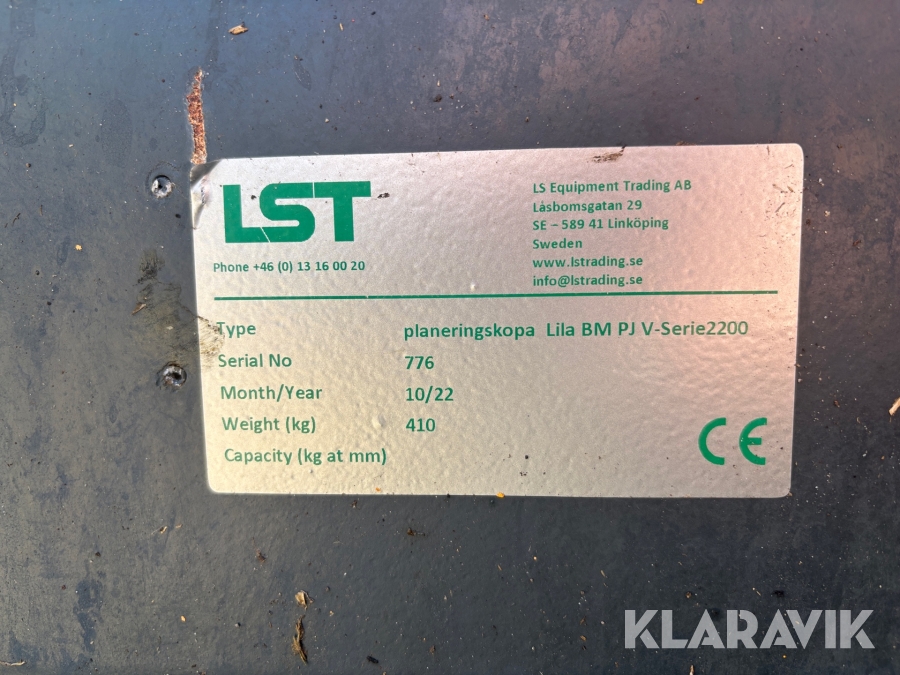 LST
Phone +46 (0) 13 16 00 20
LS Equipment Trading AB
Låsbomsgatan 29
SE – 589 41 Linköping
Sweden
www.lstrading.se
info@lstrading.se
Type planeringskopa Lila BM PJ V-Serie2200
Serial No 776
Month/Year 10/22
Weight (kg) 410
Capacity (kg at mm)
CE
KLARAVIK